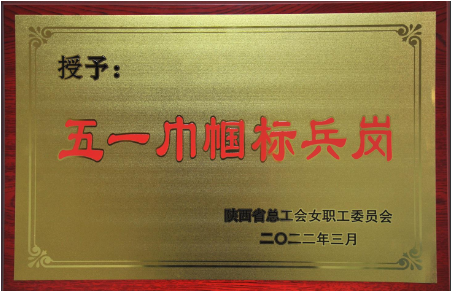 授予：
五一巾帼标兵岗
陕西省总工会女职工委员会
二〇二二年三月